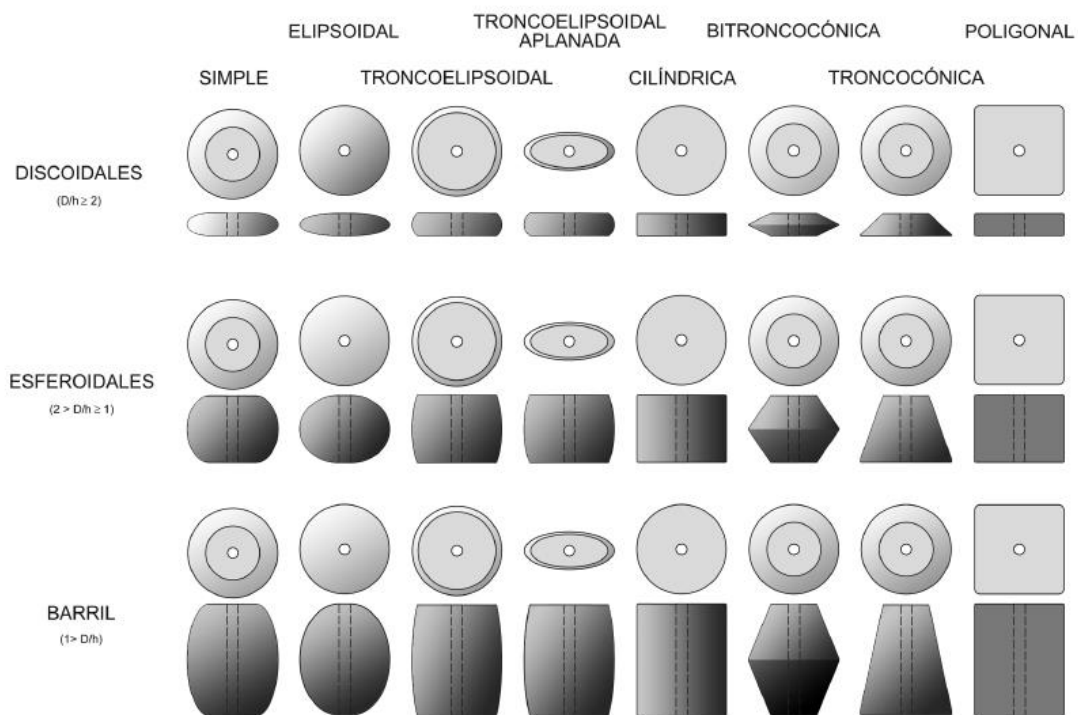 ELIPSOIDAL
TRONCOELIPSOIDAL
APLANADA
BITRONCOCÓNICA
POLIGONAL
SIMPLE
TRONCOELIPSOIDAL
CILÍNDRICA
TRONCOCÓNICA
DISCOIDALES
(D/h ≥ 2)
ESFEROIDALES
(2 > D/h ≥ 1)
BARRIL
(1> D/h)